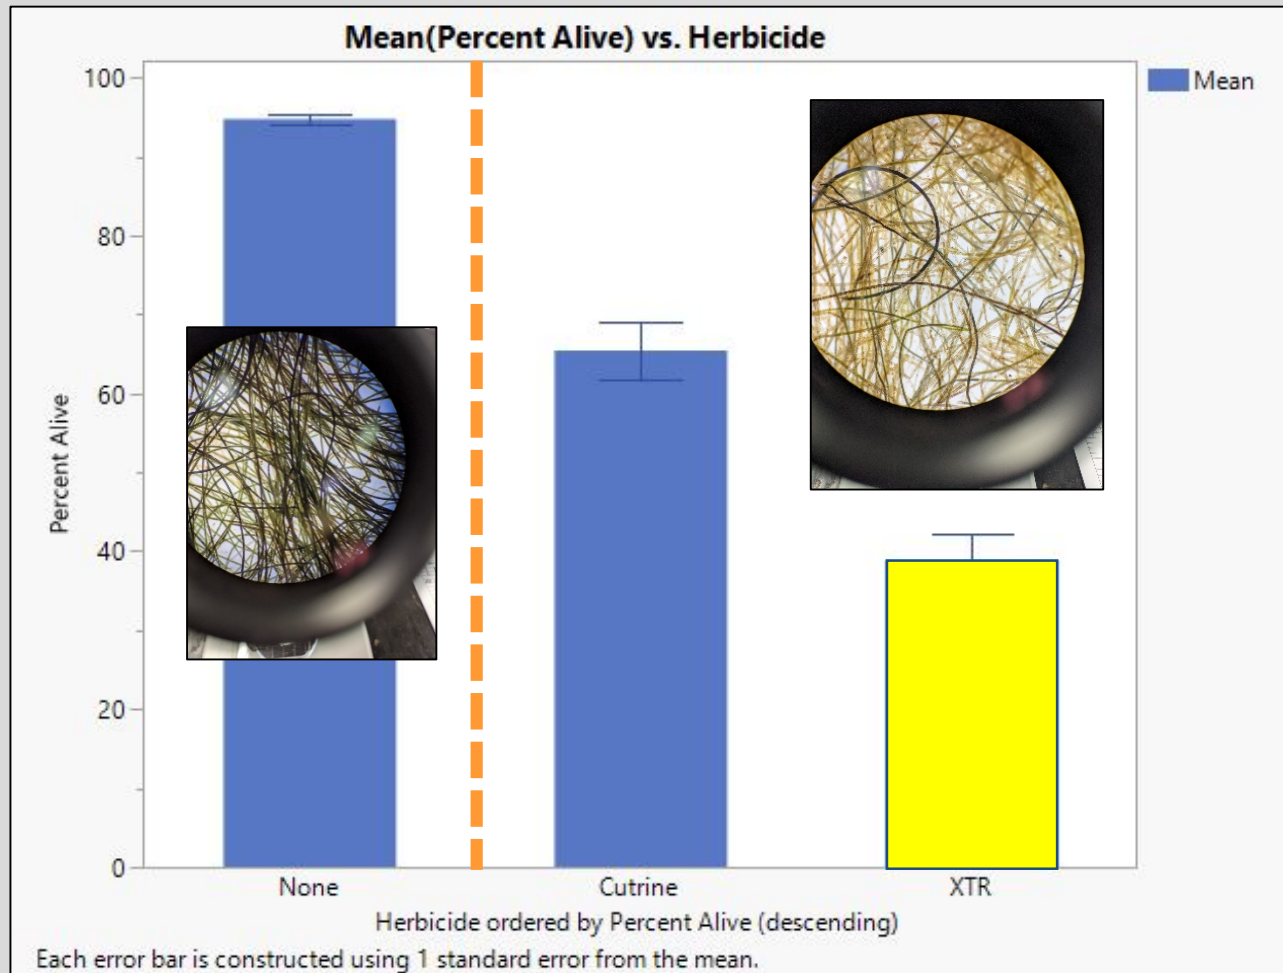 Mean(Percent Alive) vs. Herbicide
Mean
100
80
60
40
20
0
Percent Alive
None Cutrine XTR
Herbicide ordered by Percent Alive (descending)
Each error bar is constructed using 1 standard error from the mean.